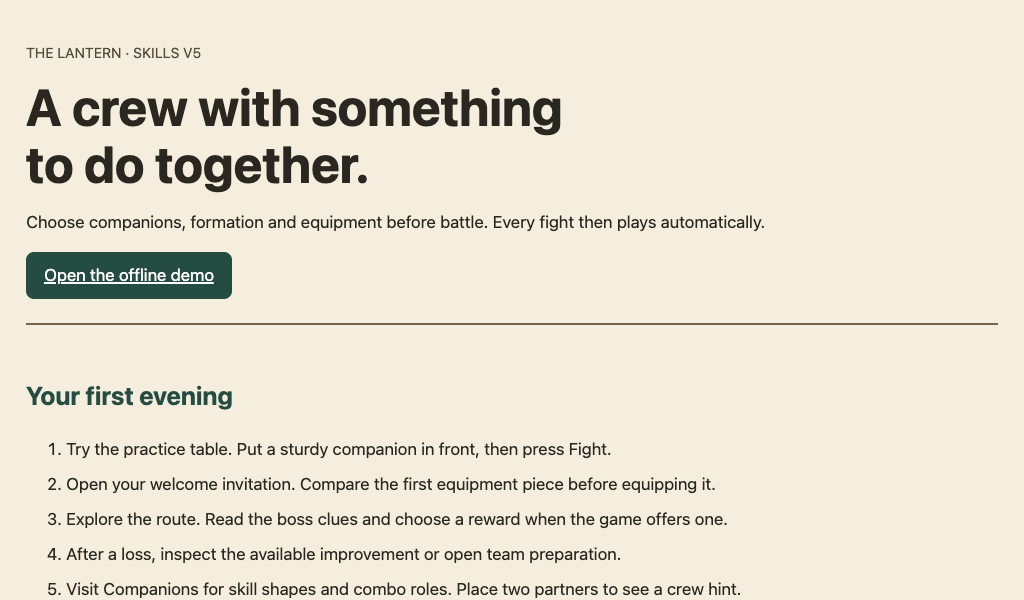 THE LANTERN · SKILLS V5
A crew with something
to do together.
Choose companions, formation and equipment before battle. Every fight then plays automatically.
Open the offline demo
Your first evening
1. Try the practice table. Put a sturdy companion in front, then press Fight.
2. Open your welcome invitation. Compare the first equipment piece before equipping it.
3. Explore the route. Read the boss clues and choose a reward when the game offers one.
4. After a loss, inspect the available improvement or open team preparation.
5. Visit Companions for skill shapes and combo roles. Place two partners to see a crew hint.